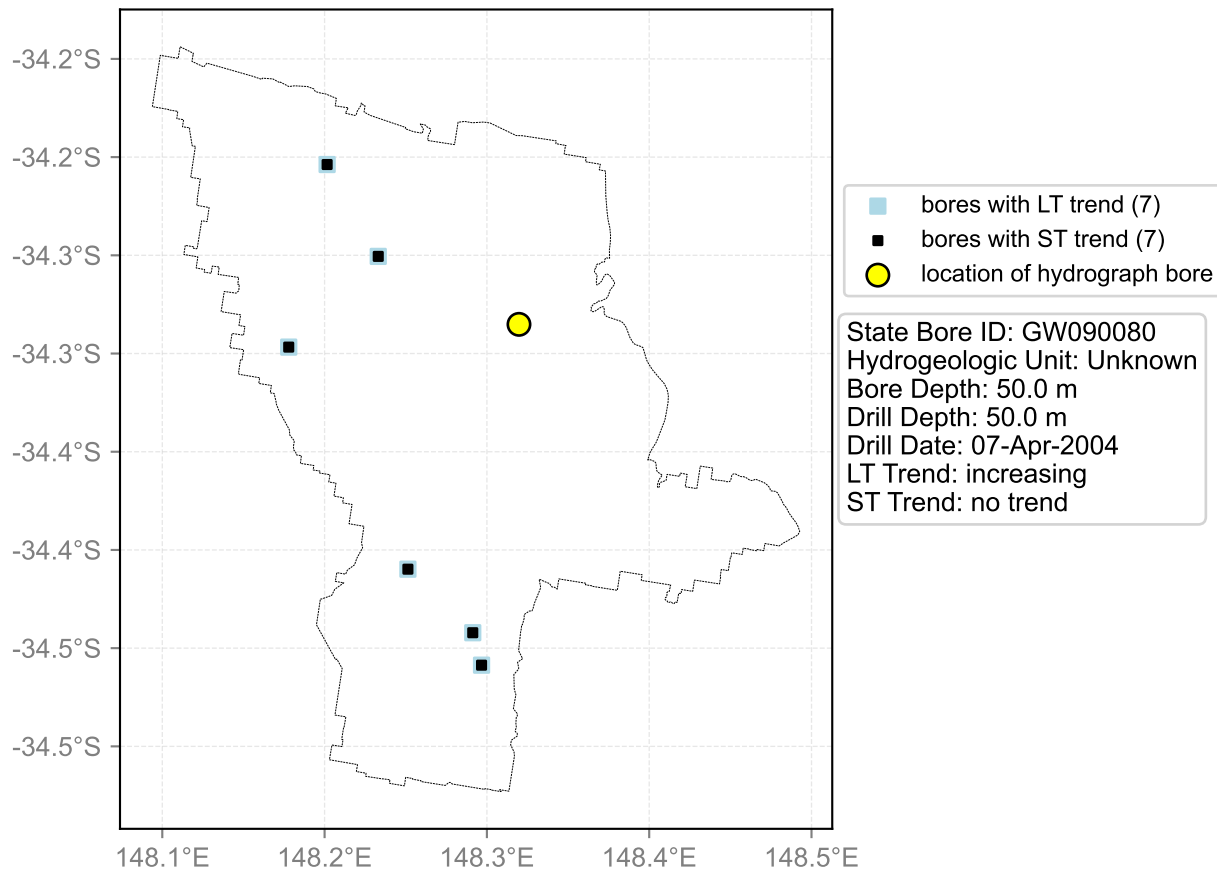 -34.2°S
-34.2°S
-34.3°S
-34.3°S
-34.4°S
-34.4°S
-34.5°S
-34.5°S
148.1°E
148.2°E
148.3°E
148.4°E
148.5°E
bores with LT trend (7)
bores with ST trend (7)
location of hydrograph bore
State Bore ID: GW090080
Hydrogeologic Unit: Unknown
Bore Depth: 50.0 m
Drill Depth: 50.0 m
Drill Date: 07-Apr-2004
LT Trend: increasing
ST Trend: no trend